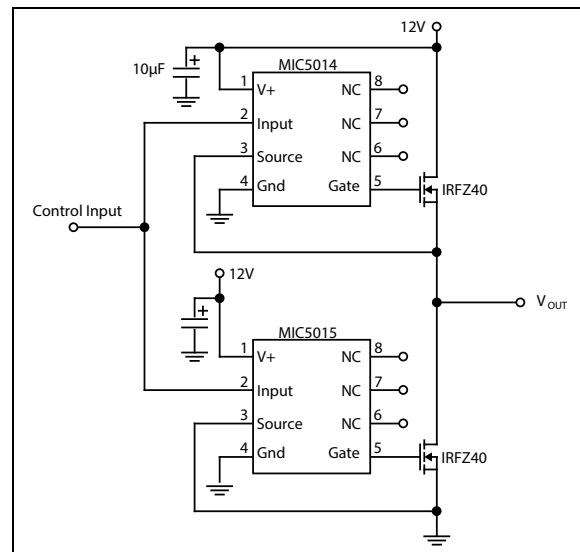 12V
10µF
MIC5014
1 V+ NC 8
2 Input NC 7
3 Source NC 6
4 Gnd Gate 5
IRFZ40
Control Input
12V
VOUT
MIC5015
1 V+ NC 8
2 Input NC 7
3 Source NC 6
4 Gnd Gate 5
IRFZ40